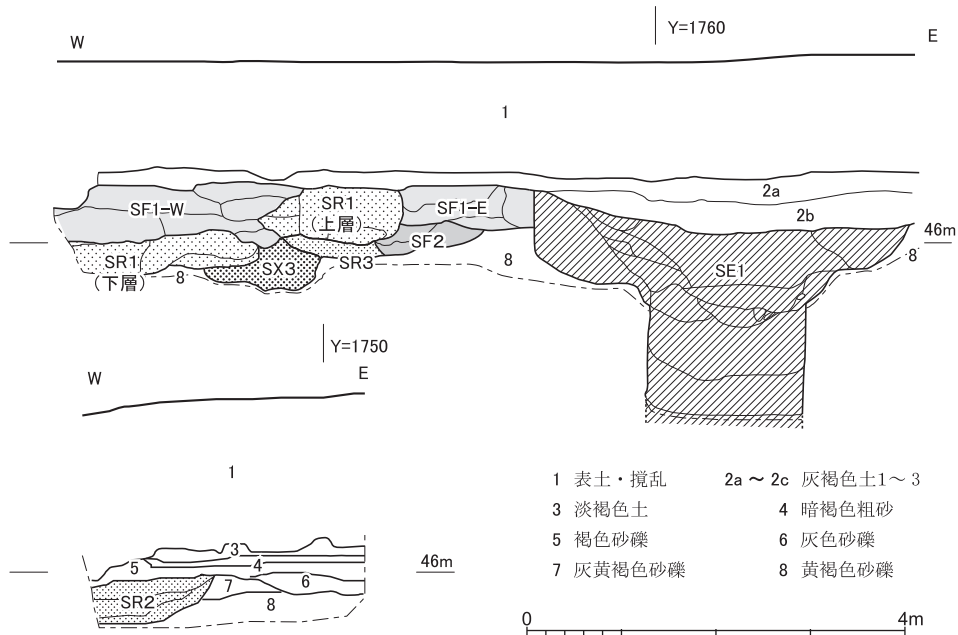 W
Y=1760
E
1
2a
2b
SF1-W
SR1
(上層)
SF1-E
SF2
46m
SR1
(下層)
8
SX3
SR3
8
SE1
8
Y=1750
W
E
1
3
5
4
46m
7
6
SR2
8
1 表土・撹乱
2a ～ 2c 灰褐色土1～3
3 淡褐色土
4 暗褐色粗砂
5 褐色砂礫
6 灰色砂礫
7 灰黄褐色砂礫
8 黄褐色砂礫
0
4m